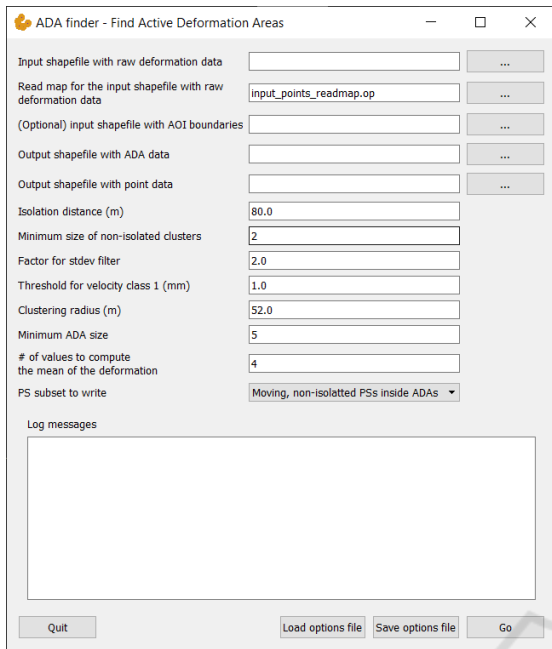 ADA finder - Find Active Deformation Areas
Input shapefile with raw deformation data
...
Read map for the input shapefile with raw
deformation data
input_points_readmap.op
...
(Optional) input shapefile with AOI boundaries
...
Output shapefile with ADA data
...
Output shapefile with point data
...
Isolation distance (m)
80.0
Minimum size of non-isolated clusters
2
Factor for stdev filter
2.0
Threshold for velocity class 1 (mm)
1.0
Clustering radius (m)
52.0
Minimum ADA size
5
# of values to compute
the mean of the deformation
4
PS subset to write
Moving, non-isolatted PSs inside ADAs
Log messages
Quit
Load options file
Save options file
Go